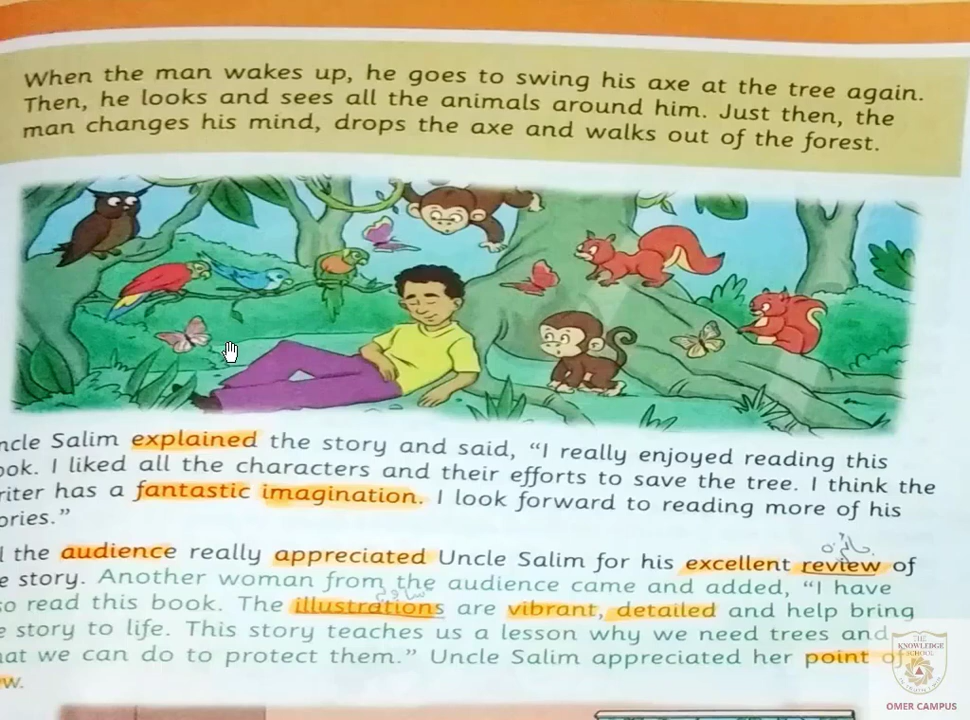 When the man wakes up, he goes to swing his axe at the tree again.
Then, he looks and sees all the animals around him. Just then, the
man changes his mind, drops the axe and walks out of the forest.
ncle Salim explained the story and said, “I really enjoyed reading this
ook. I liked all the characters and their efforts to save the tree. I think the
riter has a fantastic imagination. I look forward to reading more of his
ories.”
l the audience really appreciated Uncle Salim for his excellent review of
e story. Another woman from the audience came and added, “I have
so read this book. The illustrations are vibrant, detailed and help bring
e story to life. This story teaches us a lesson why we need trees and
hat we can do to protect them.” Uncle Salim appreciated her point of
w.
THE
KNOWLEDGE
SCHOOL
OMER CAMPUS